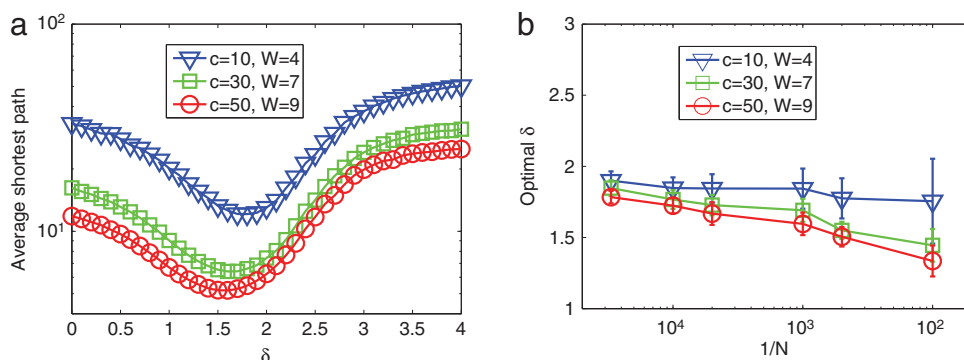 a
10²
c=10, W=4
c=30, W=7
c=50, W=9
Average shortest path
10¹
0 0.5 1 1.5 2 2.5 3 3.5 4
δ
b
3
2.5
2
1.5
1
c=10, W=4
c=30, W=7
c=50, W=9
Optimal δ
10⁴ 10³ 10²
1/N